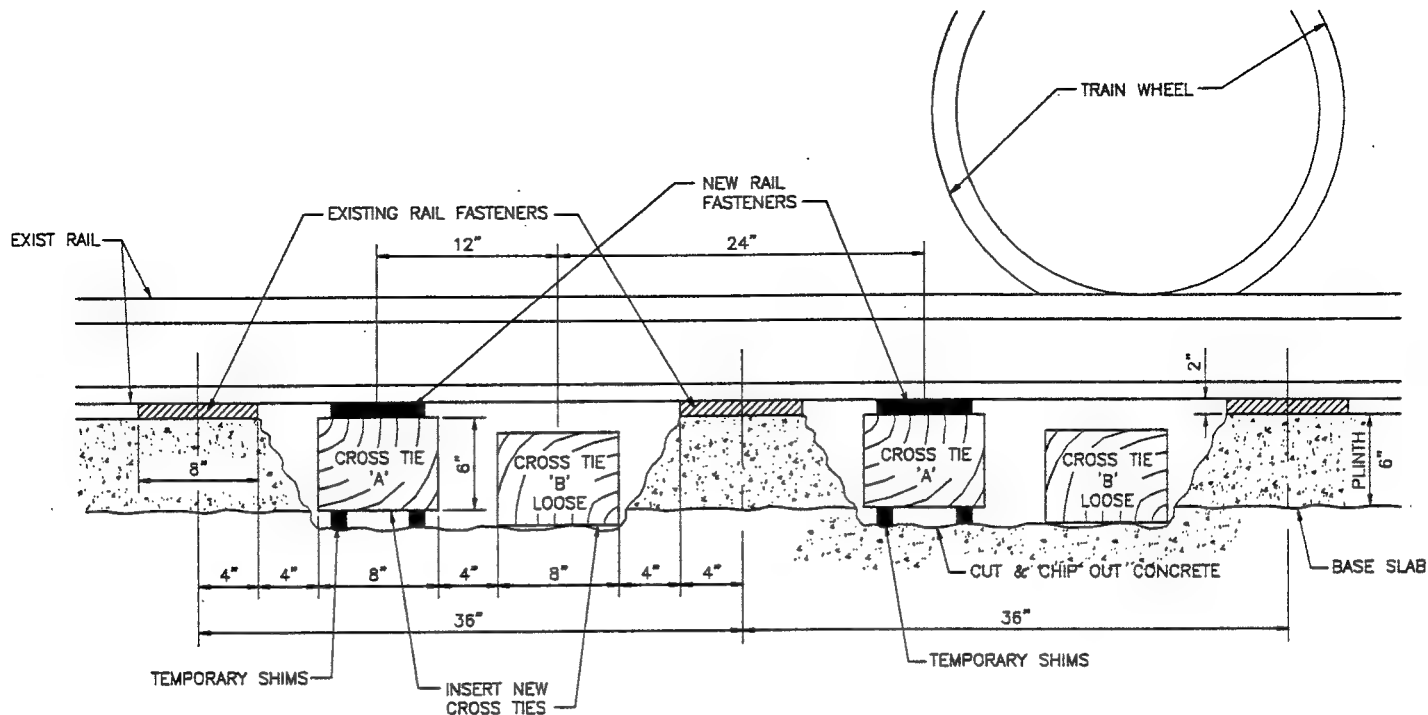 TRAIN WHEEL
NEW RAIL
FASTENERS
EXISTING RAIL FASTENERS
EXIST RAIL
12"
24"
2"
CROSS TIE
'A'
6"
CROSS TIE
'B'
LOOSE
CROSS TIE
'A'
CROSS TIE
'B'
LOOSE
PLINTH
6"
8"
4"
4"
8"
4"
8"
4"
4"
CUT & CHIP OUT CONCRETE
BASE SLAB
36"
36"
TEMPORARY SHIMS
INSERT NEW
CROSS TIES
TEMPORARY SHIMS